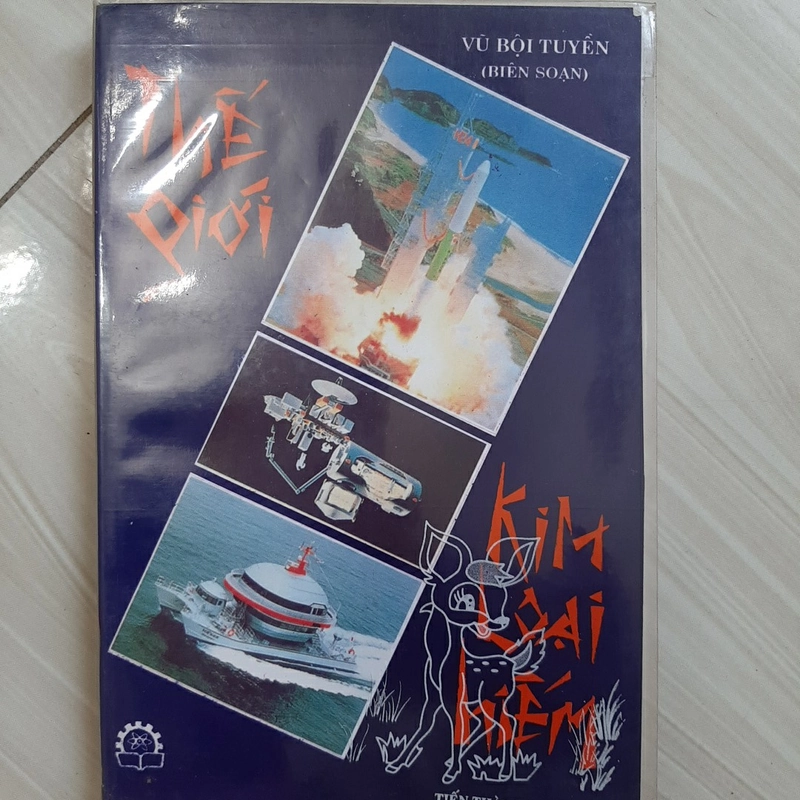 VŨ BỘI TUYỀN
(BIÊN SOẠN)
THẾ
GIỚI
KIM
LOẠI
HIẾM